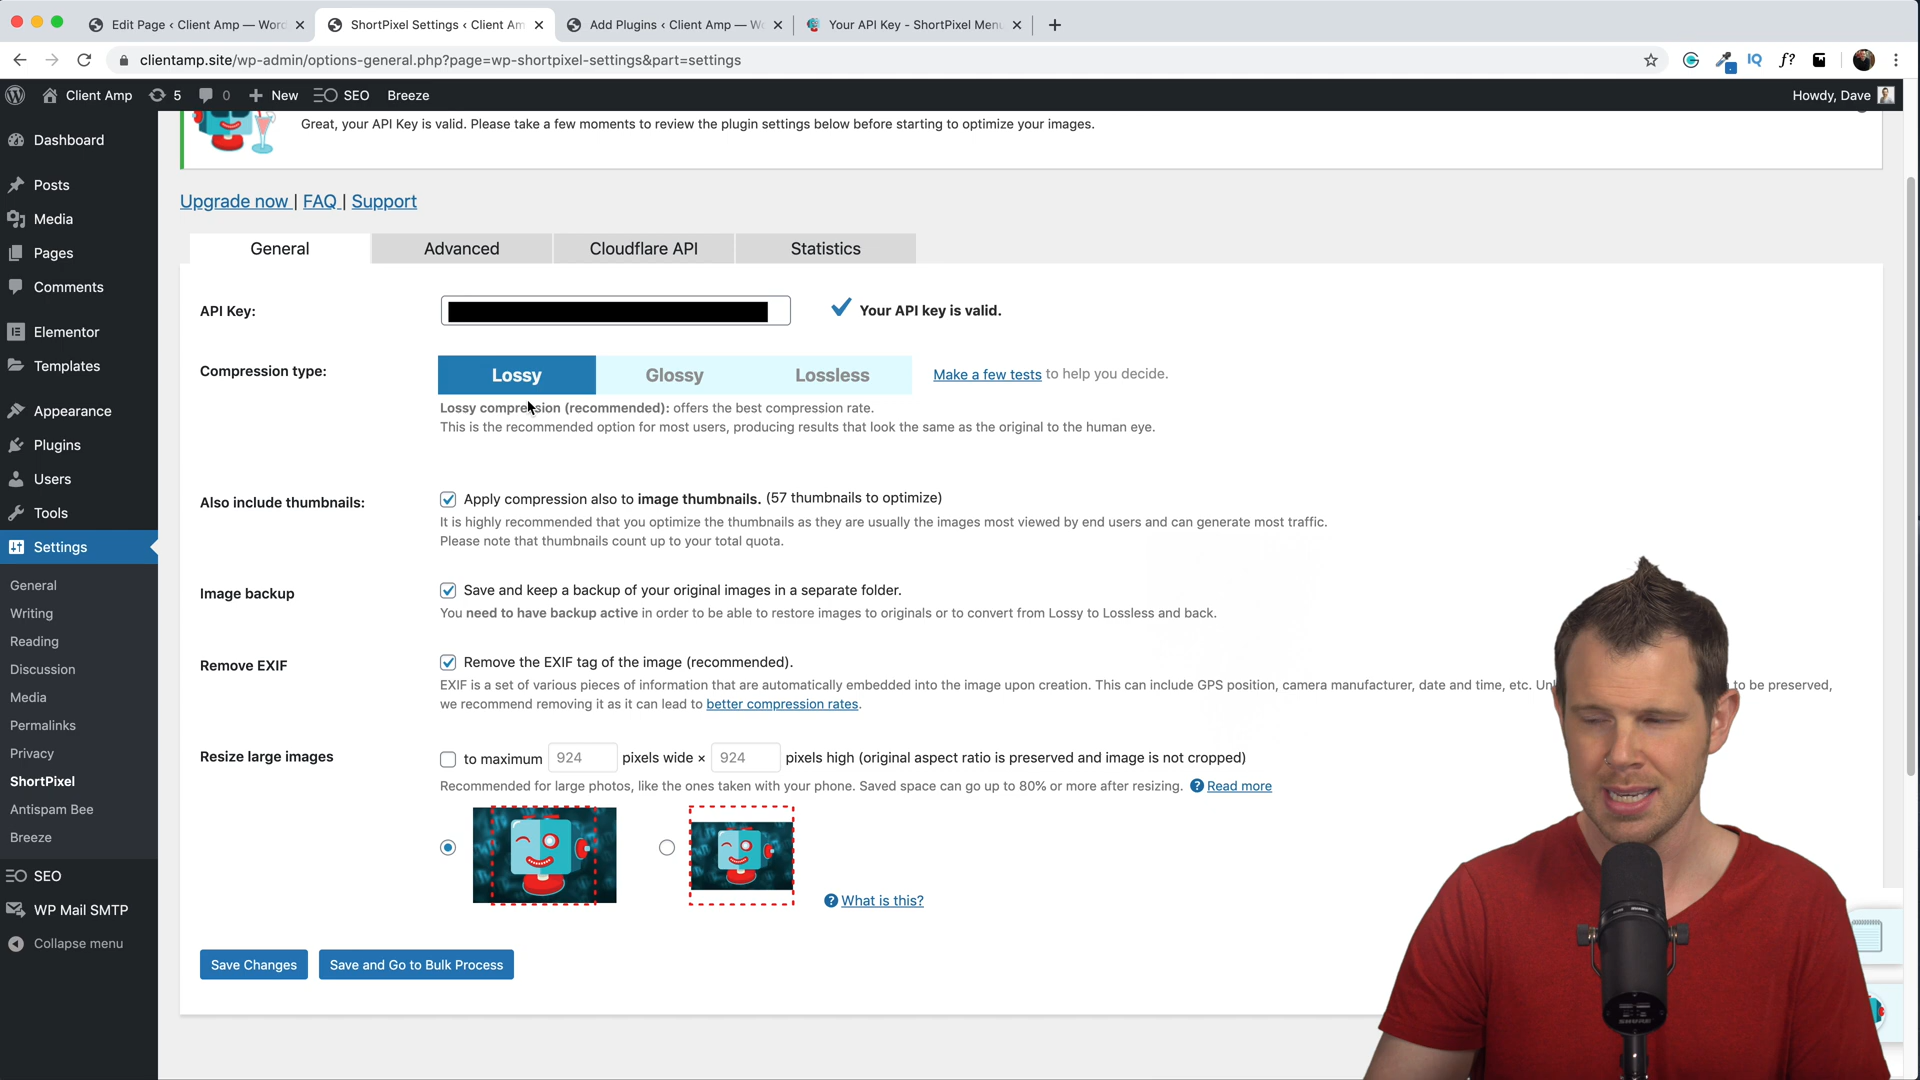 Edit Page ‹ Client Amp — Word
ShortPixel Settings ‹ Client Am
Add Plugins ‹ Client Amp — Wo
Your API Key - ShortPixel Menu
clientamp.site/wp-admin/options-general.php?page=wp-shortpixel-settings&part=settings
IQ
f?
Client Amp
5
0
New
SEO
Breeze
Howdy, Dave
Great, your API Key is valid. Please take a few moments to review the plugin settings below before starting to optimize your images.
Dashboard
Posts
Media
Pages
Comments
Elementor
Templates
Appearance
Plugins
Users
Tools
Settings
General
Writing
Reading
Discussion
Media
Permalinks
Privacy
ShortPixel
Antispam Bee
Breeze
SEO
WP Mail SMTP
Collapse menu
Upgrade now | FAQ | Support
General
Advanced
Cloudflare API
Statistics
API Key:
Your API key is valid.
Compression type:
Lossy
Glossy
Lossless
Make a few tests to help you decide.
Lossy compression (recommended): offers the best compression rate.
This is the recommended option for most users, producing results that look the same as the original to the human eye.
Also include thumbnails:
Apply compression also to image thumbnails. (57 thumbnails to optimize)
It is highly recommended that you optimize the thumbnails as they are usually the images most viewed by end users and can generate most traffic.
Please note that thumbnails count up to your total quota.
Image backup
Save and keep a backup of your original images in a separate folder.
You need to have backup active in order to be able to restore images to originals or to convert from Lossy to Lossless and back.
Remove EXIF
Remove the EXIF tag of the image (recommended).
EXIF is a set of various pieces of information that are automatically embedded into the image upon creation. This can include GPS position, camera manufacturer, date and time, etc. to be preserved,
we recommend removing it as it can lead to better compression rates.
Resize large images
to maximum 924 pixels wide × 924 pixels high (original aspect ratio is preserved and image is not cropped)
Recommended for large photos, like the ones taken with your phone. Saved space can go up to 80% or more after resizing. Read more
What is this?
Save Changes
Save and Go to Bulk Process
SHURE